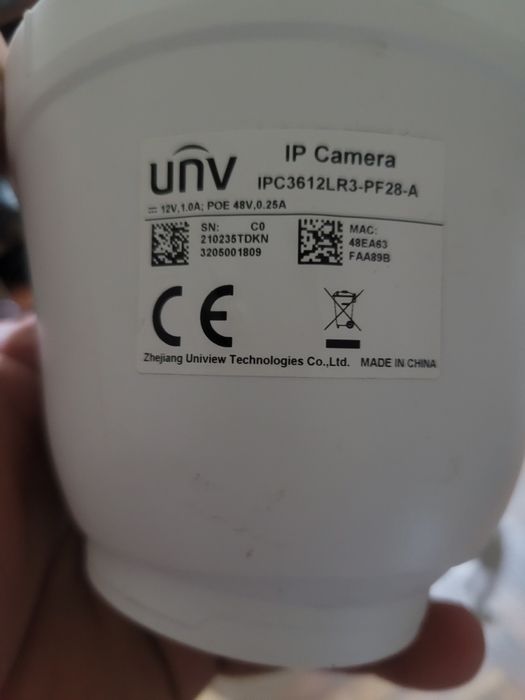 unv
IP Camera
IPC3612LR3-PF28-A
12V,1.0A; POE 48V,0.25A
SN: C0
210235TDKN
3205001809
MAC:
48EA63
FAA89B
CE
Zhejiang Uniview Technologies Co.,Ltd. MADE IN CHINA